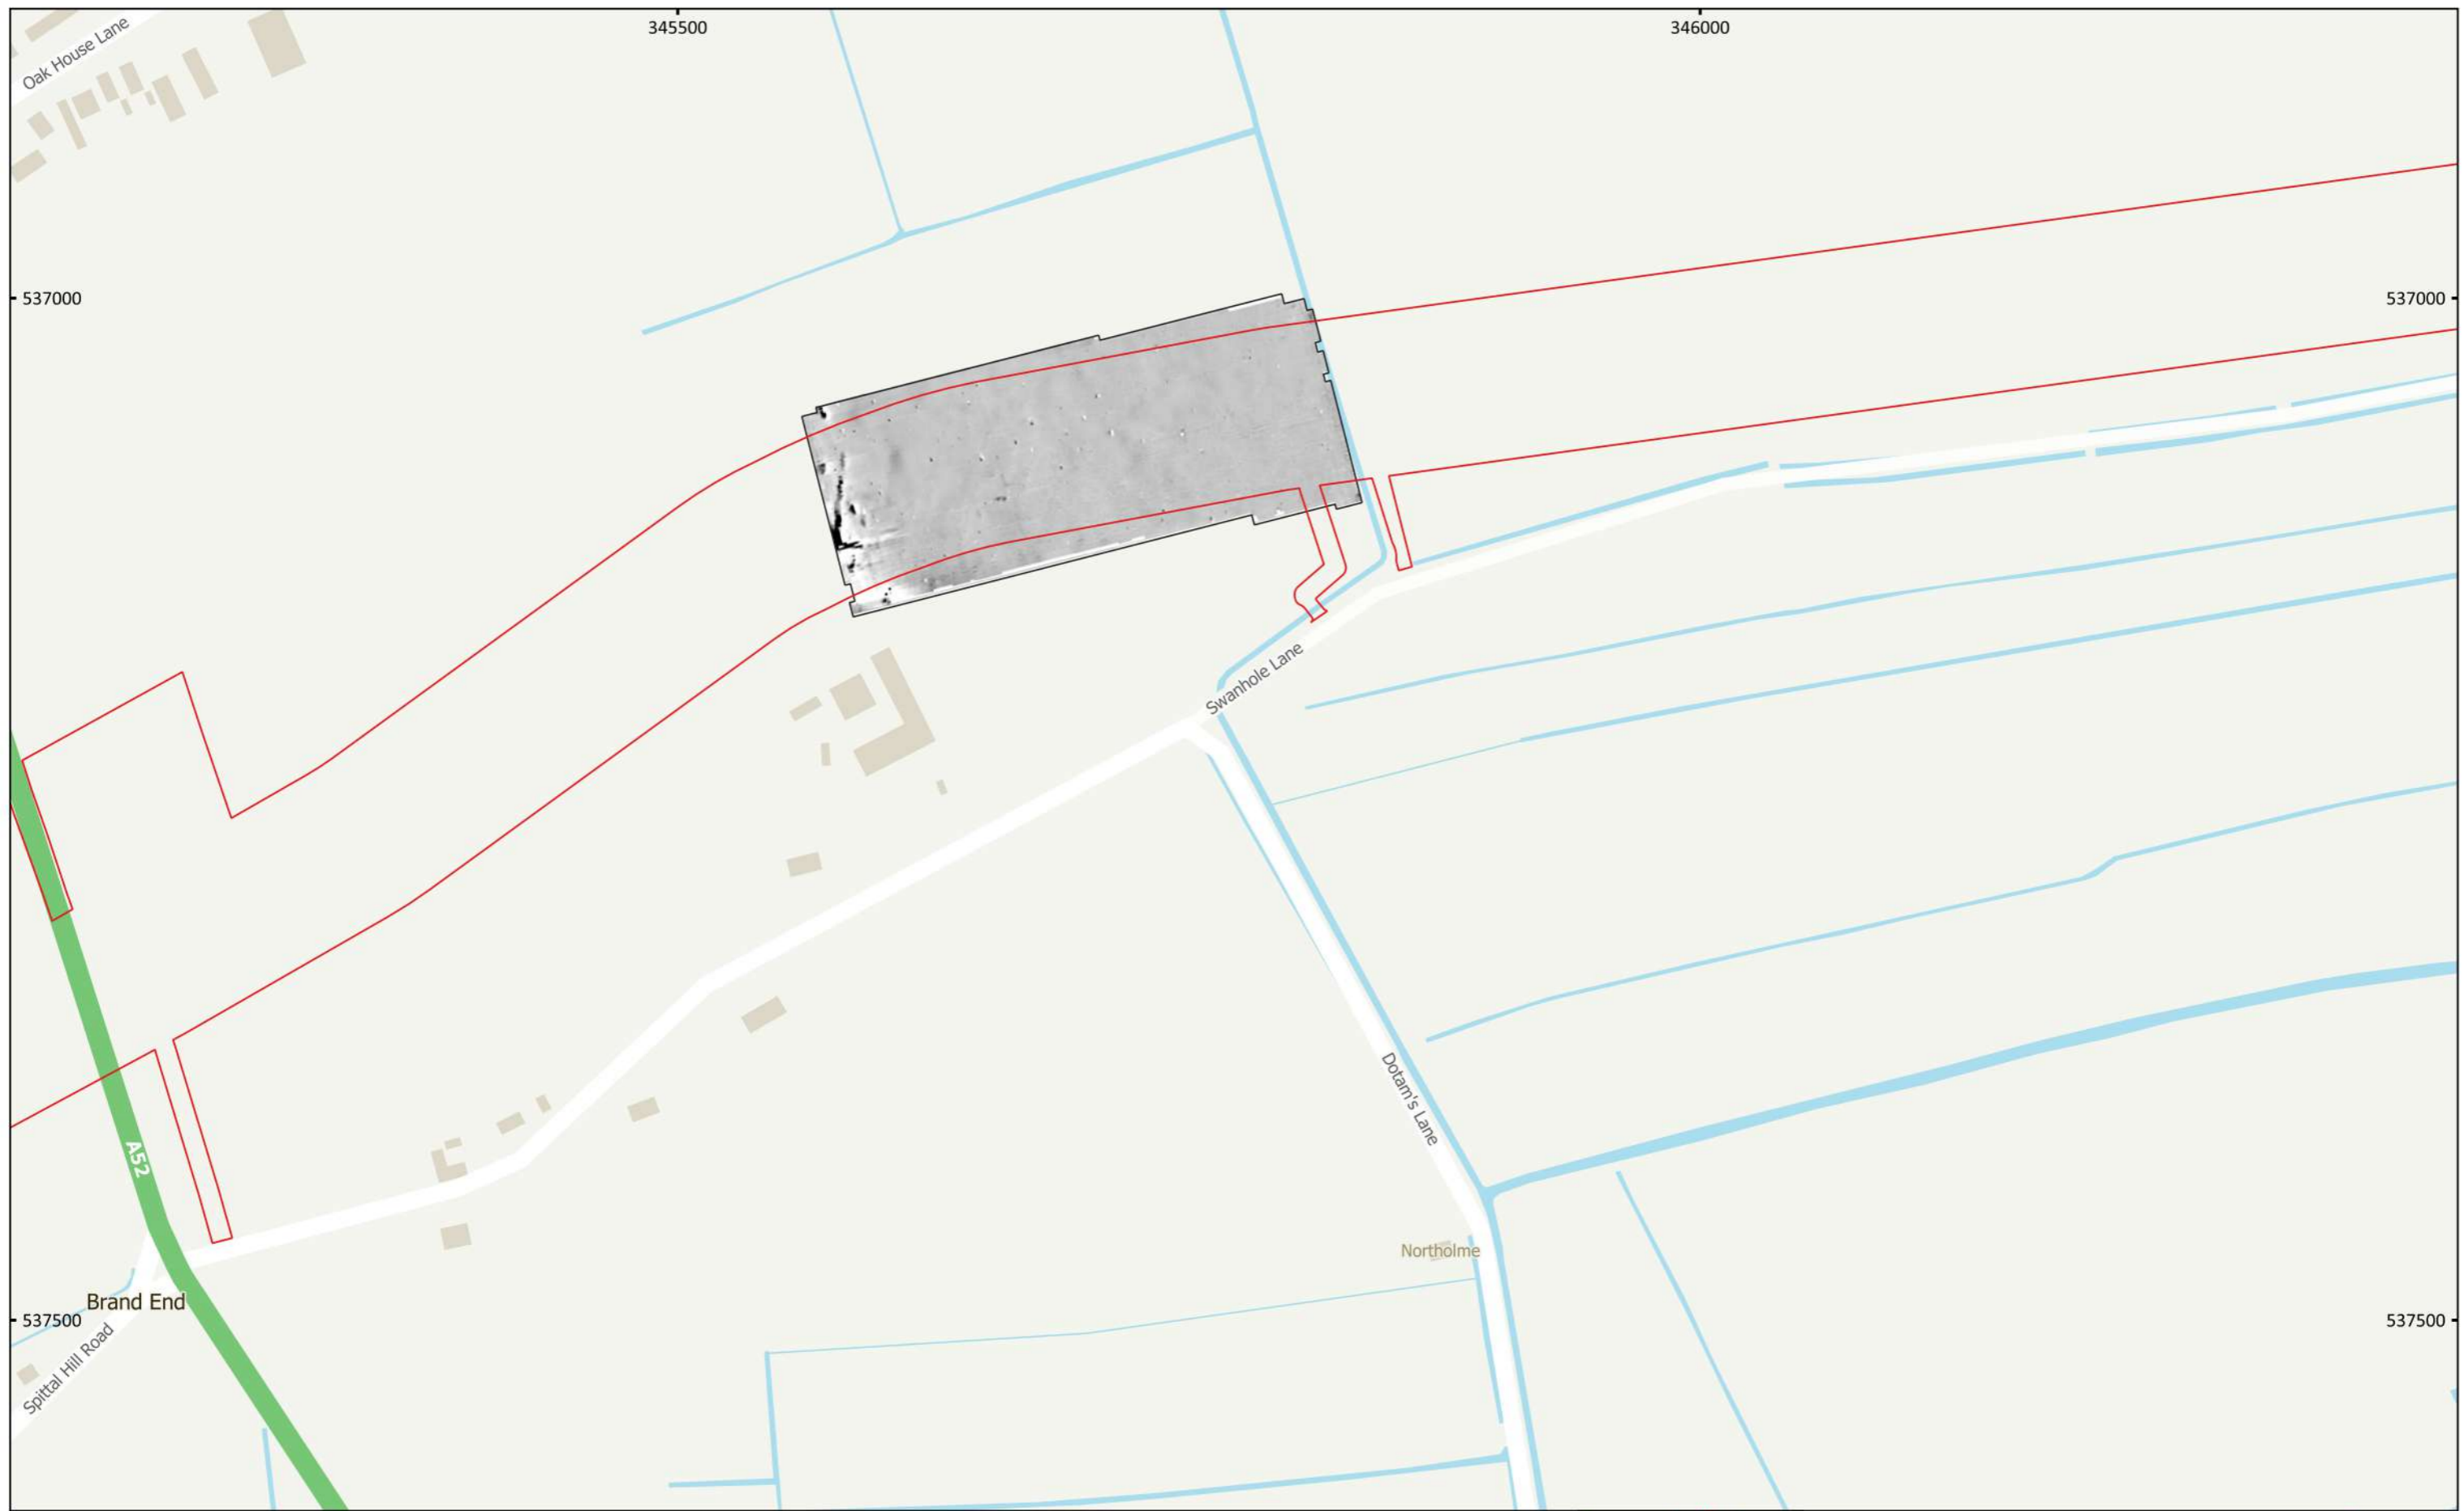 345500
346000
Oak House Lane
537000
537000
Swanhole Lane
Dotam's Lane
A52
Northolme
Brand End
537500
537500
Spittal Hill Road